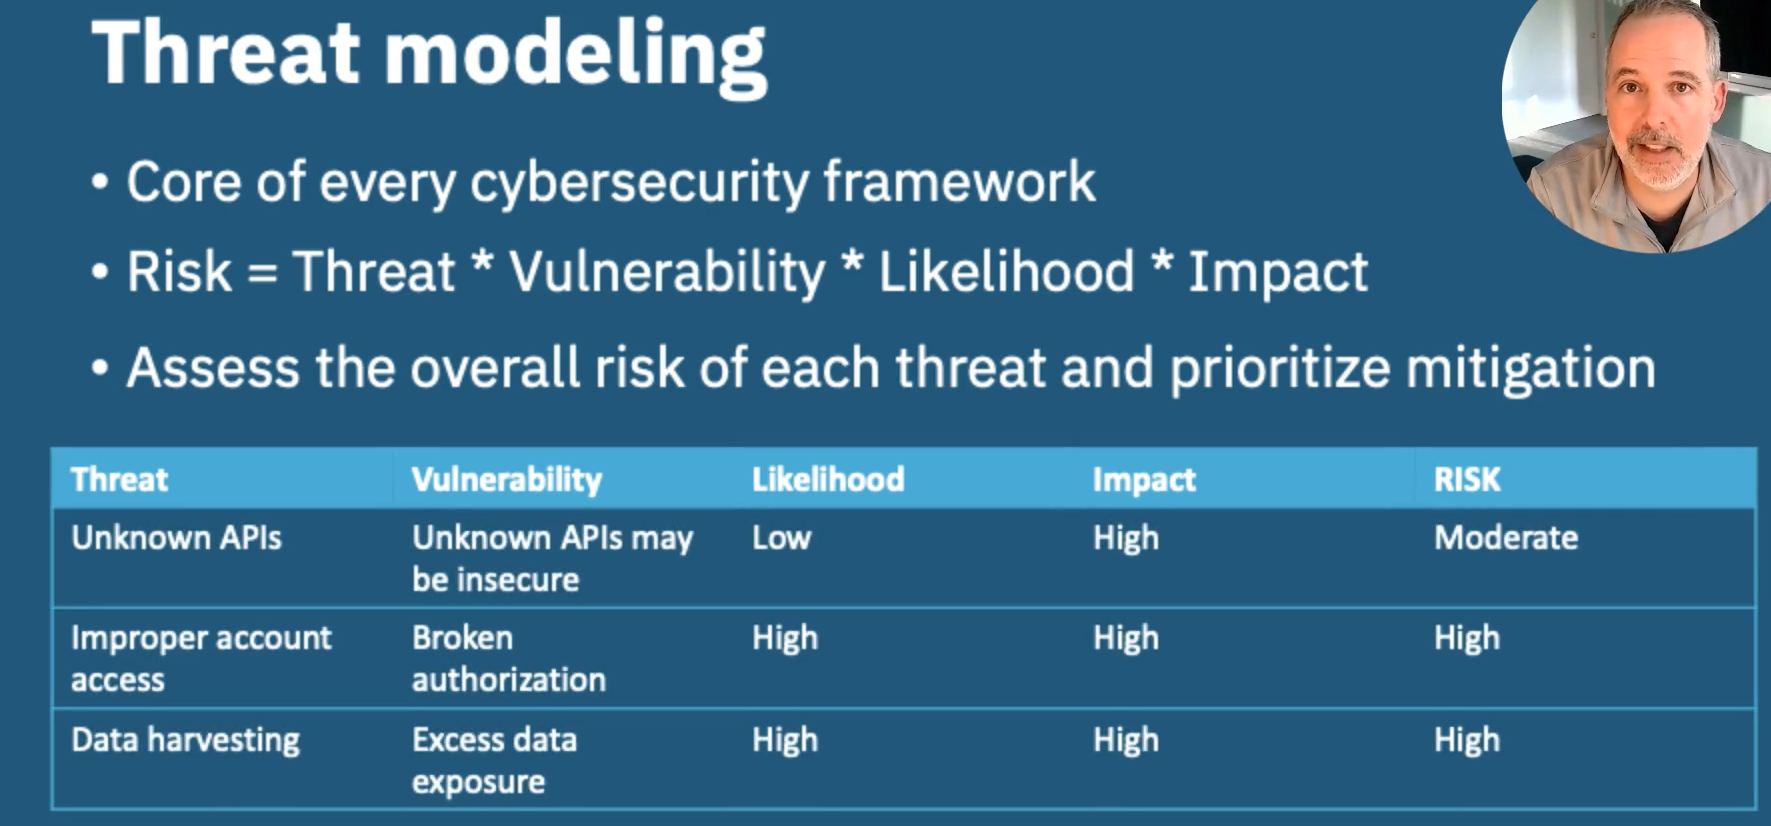 Threat modeling
• Core of every cybersecurity framework
• Risk = Threat * Vulnerability * Likelihood * Impact
• Assess the overall risk of each threat and prioritize mitigation
Threat Vulnerability Likelihood Impact RISK
Unknown APIs Unknown APIs may Low High Moderate
be insecure
Improper account Broken High High High
access authorization
Data harvesting Excess data High High High
exposure